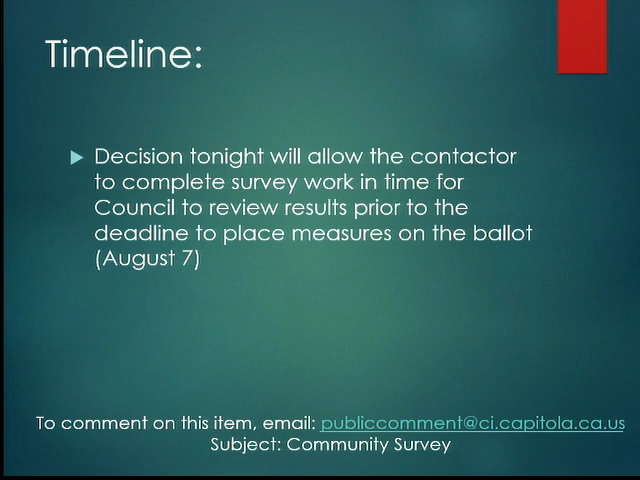 Timeline:
Decision tonight will allow the contactor
to complete survey work in time for
Council to review results prior to the
deadline to place measures on the ballot
(August 7)
To comment on this item, email: publiccomment@ci.capitola.ca.us
Subject: Community Survey